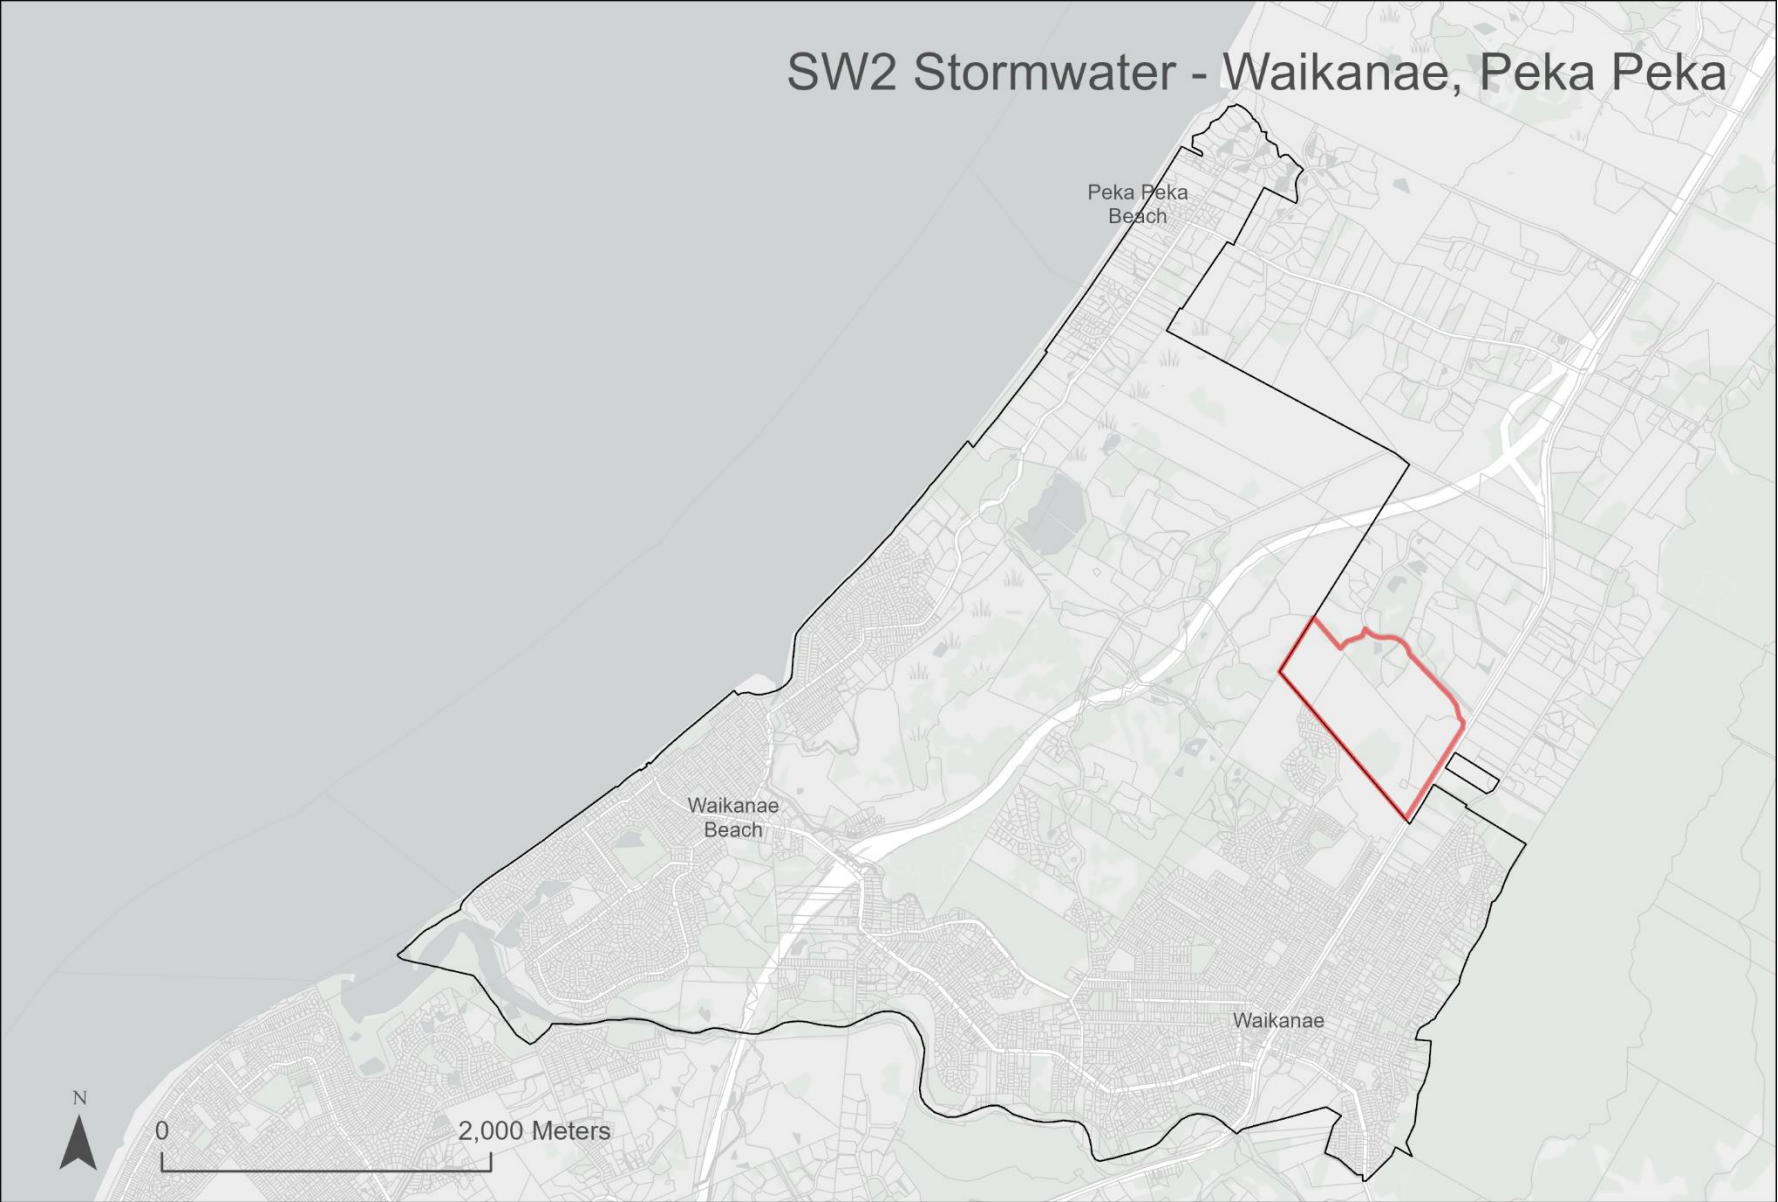 SW2 Stormwater - Waikanae, Peka Peka
Peka Peka
Beach
Waikanae
Beach
Waikanae
N
0
2,000 Meters